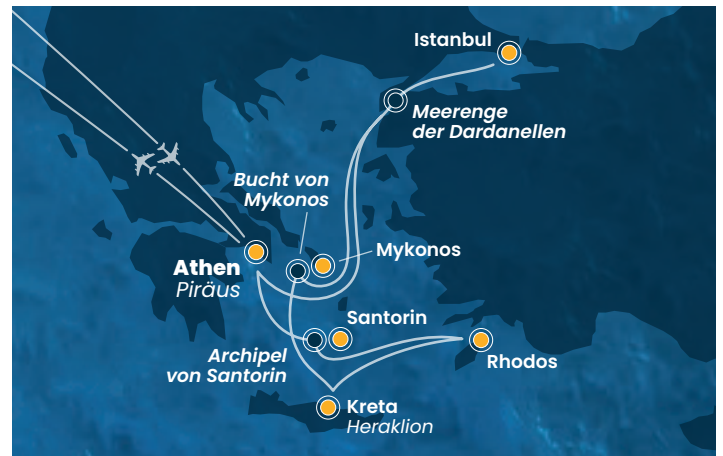 Istanbul
Meerenge
der Dardanellen
Bucht von
Mykonos
Mykonos
Athen
Piräus
Santorin
Archipel
von Santorin
Rhodos
Kreta
Heraklion